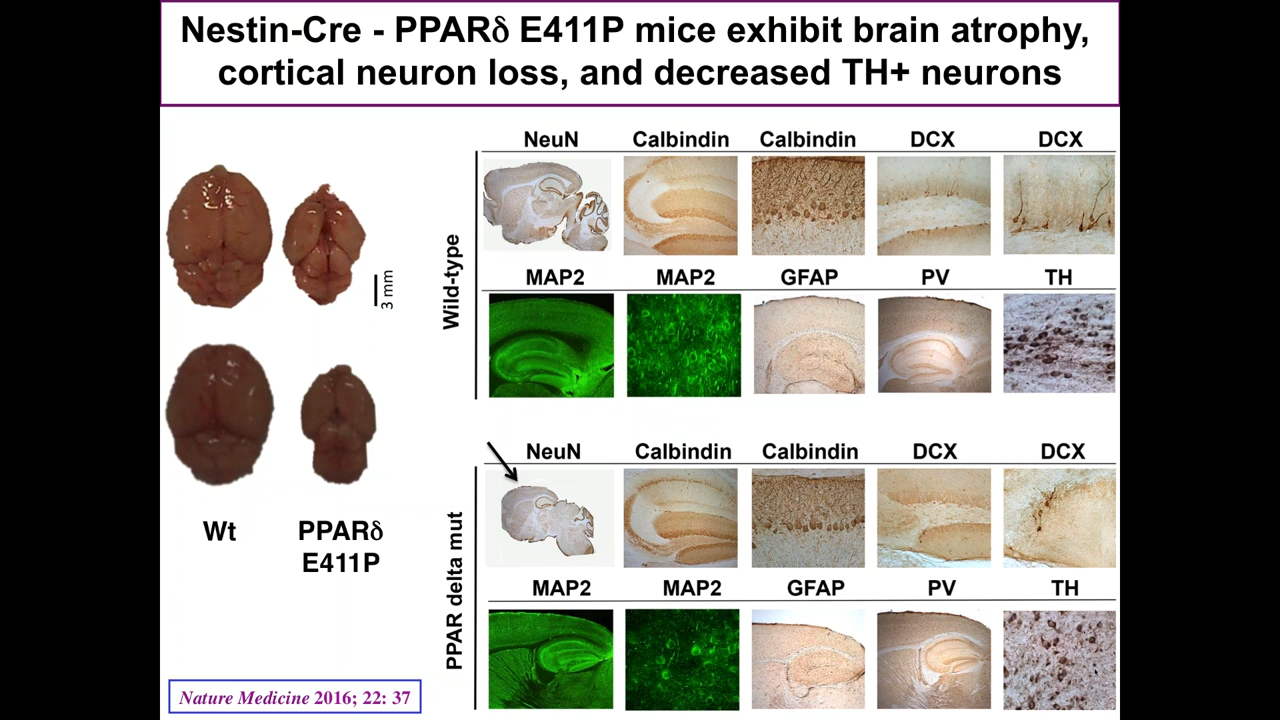 Nestin-Cre - PPARδ E411P mice exhibit brain atrophy,
cortical neuron loss, and decreased TH+ neurons
3 mm
Wt
PPARδ
E411P
Wild-type
NeuN Calbindin Calbindin DCX DCX
MAP2 MAP2 GFAP PV TH
PPAR delta mut
NeuN Calbindin Calbindin DCX DCX
MAP2 MAP2 GFAP PV TH
Nature Medicine 2016; 22: 37